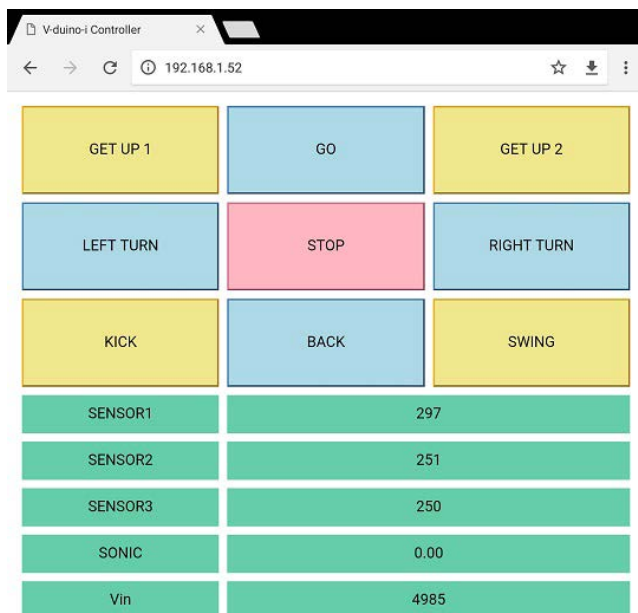 V-duino-i Controller
192.168.1.52
GET UP 1 GO GET UP 2
LEFT TURN STOP RIGHT TURN
KICK BACK SWING
SENSOR1 297
SENSOR2 251
SENSOR3 250
SONIC 0.00
Vin 4985